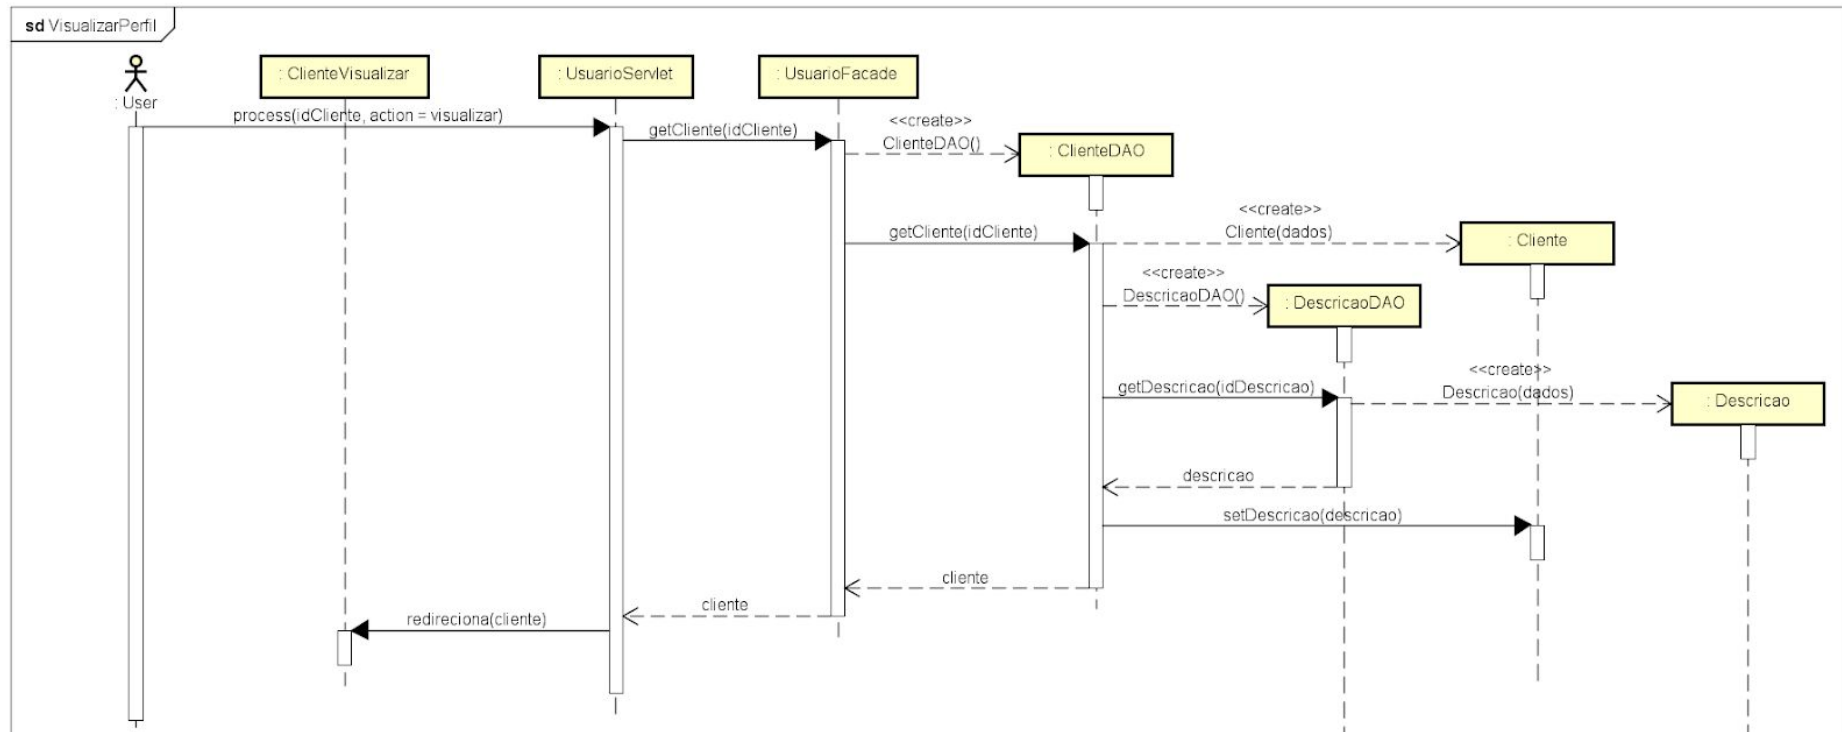 sd VisualizarPerfil
: User
: ClienteVisualizar
: UsuarioServlet
: UsuarioFacade
process(idCliente, action = visualizar)
getCliente(idCliente)
<<create>>
ClienteDAO()
: ClienteDAO
getCliente(idCliente)
<<create>>
Cliente(dados)
: Cliente
<<create>>
DescricaoDAO()
: DescricaoDAO
getDescricao(idDescricao)
<<create>>
Descricao(dados)
: Descricao
descricao
setDescricao(descricao)
cliente
cliente
redireciona(cliente)